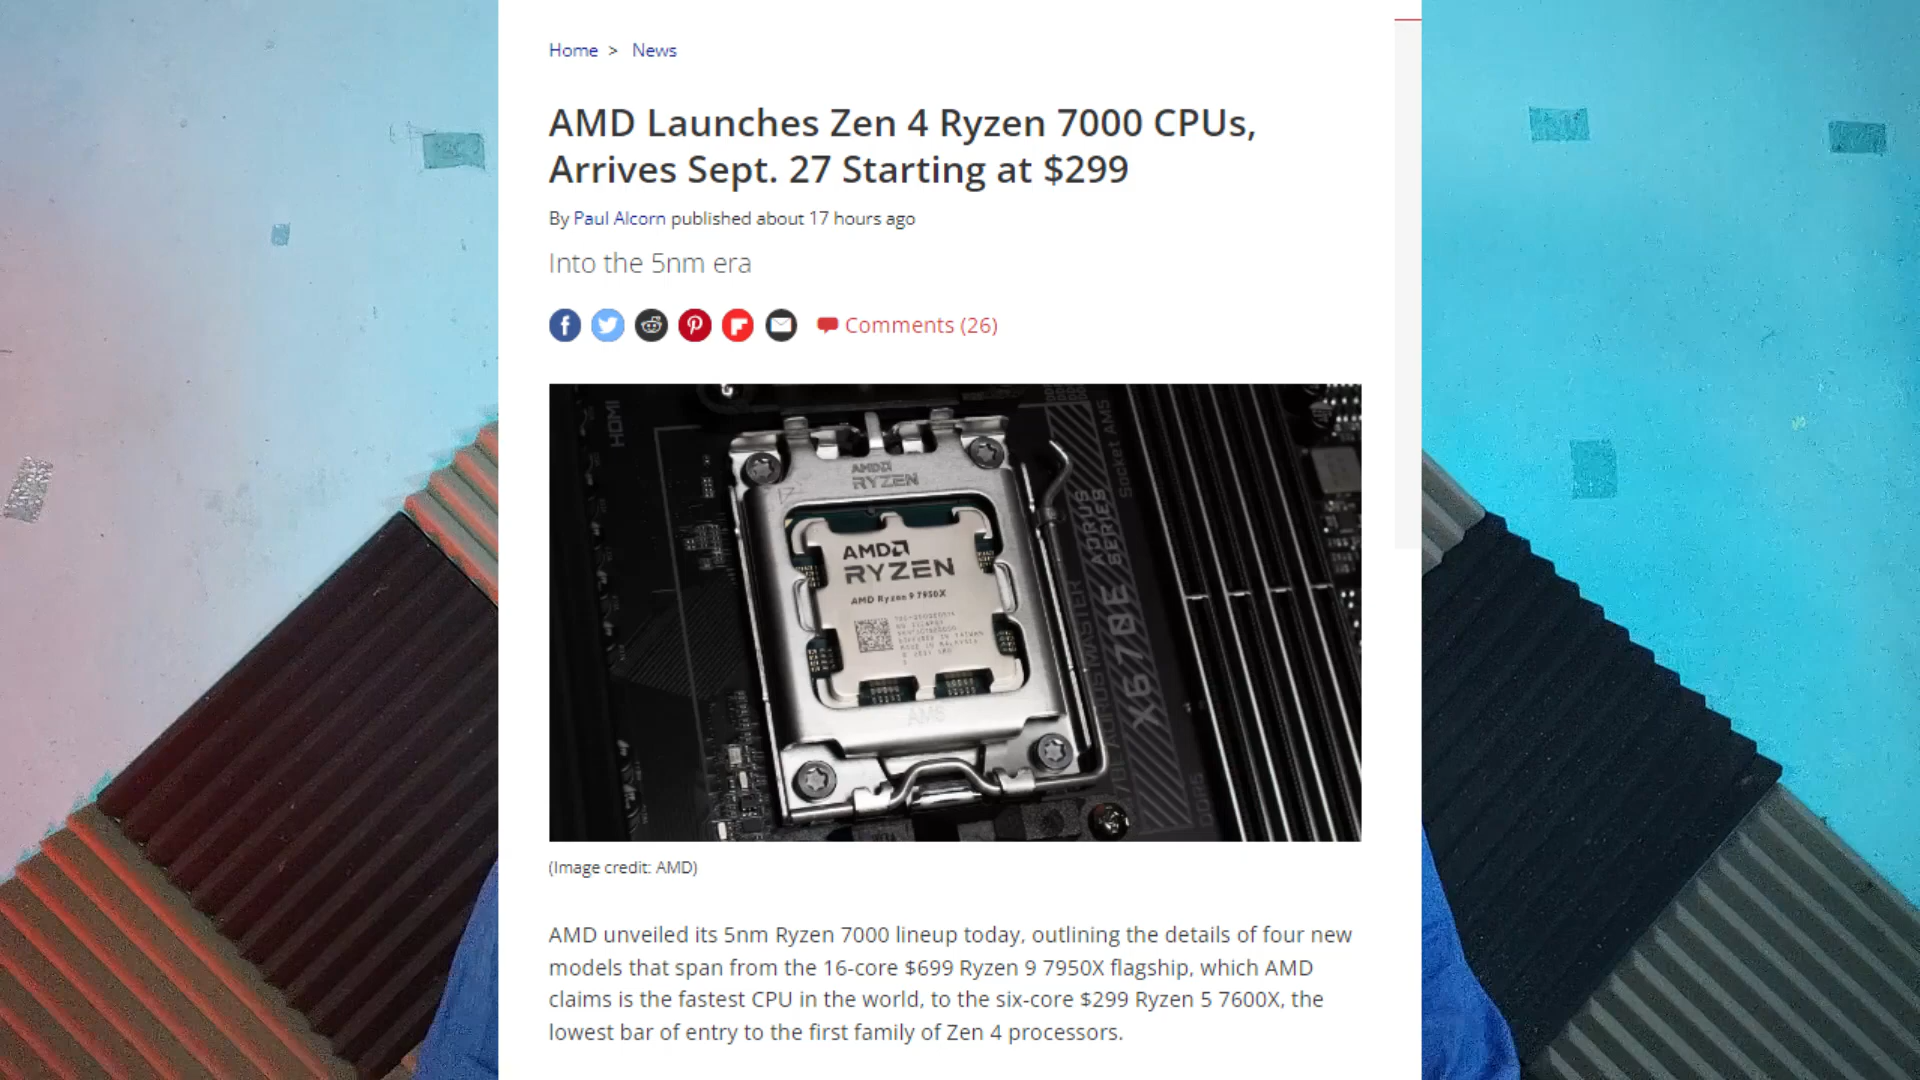 Home > News
AMD Launches Zen 4 Ryzen 7000 CPUs,
Arrives Sept. 27 Starting at $299
By Paul Alcorn published about 17 hours ago
Into the 5nm era
Comments (26)
HDMI
AMD
RYZEN
Socket AM5
AMD
RYZEN
AMD Ryzen 9 7950X
AM5
X670E AORUS MASTER
AORUS
SERIES
DDR5
(Image credit: AMD)
AMD unveiled its 5nm Ryzen 7000 lineup today, outlining the details of four new
models that span from the 16-core $699 Ryzen 9 7950X flagship, which AMD
claims is the fastest CPU in the world, to the six-core $299 Ryzen 5 7600X, the
lowest bar of entry to the first family of Zen 4 processors.